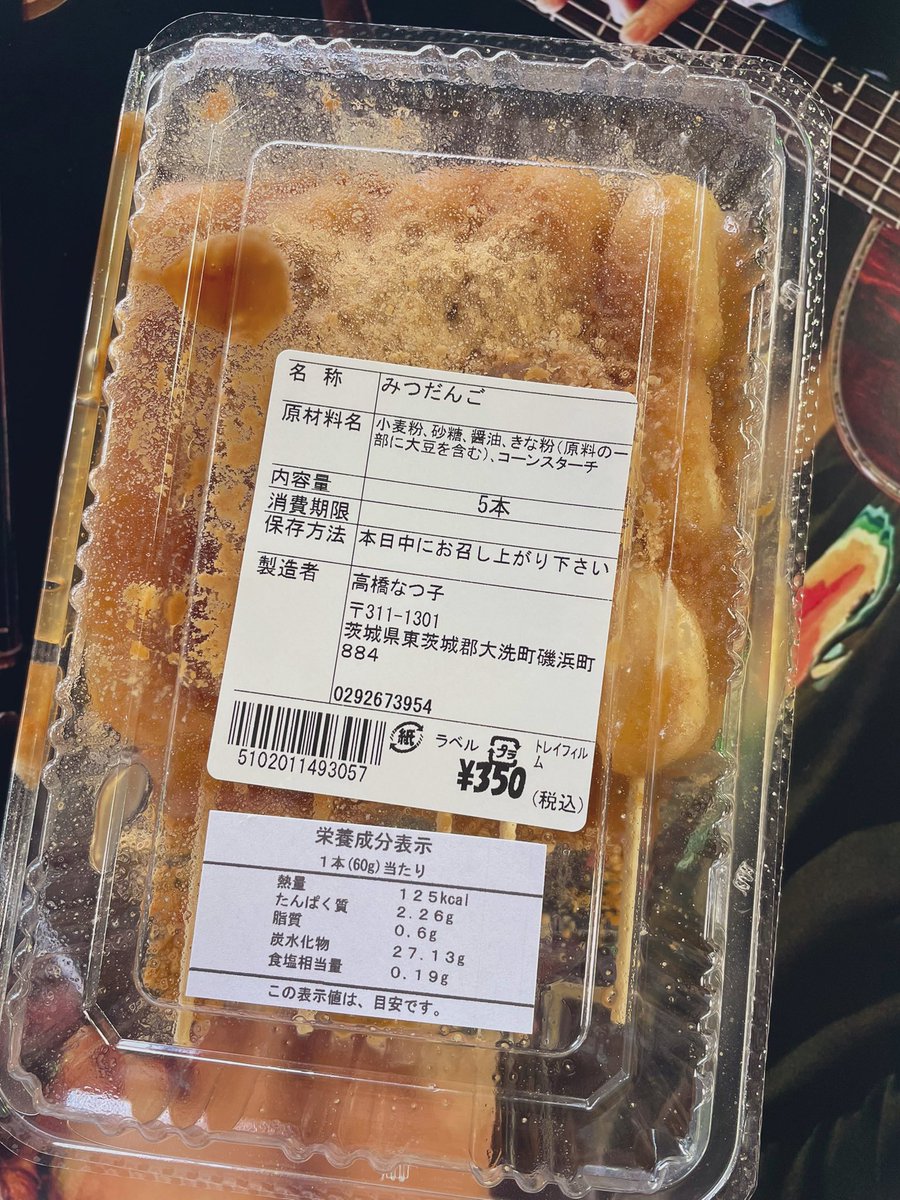 名称 みつだんご
原材料名 小麦粉、砂糖、醤油、きな粉(原料の一
部に大豆を含む)、コーンスターチ
内容量 5本
消費期限
保存方法 本日中にお召し上がり下さい
製造者 高橋なつ子
〒311-1301
茨城県東茨城郡大洗町磯浜町
884
0292673954
5102011493057
紙 ラベル プラ トレイフィル
ム
¥350 (税込)
栄養成分表示
1本(60g)当たり
熱量 125kcal
たんぱく質 2.26g
脂質 0.6g
炭水化物 27.13g
食塩相当量 0.19g
この表示値は、目安です。